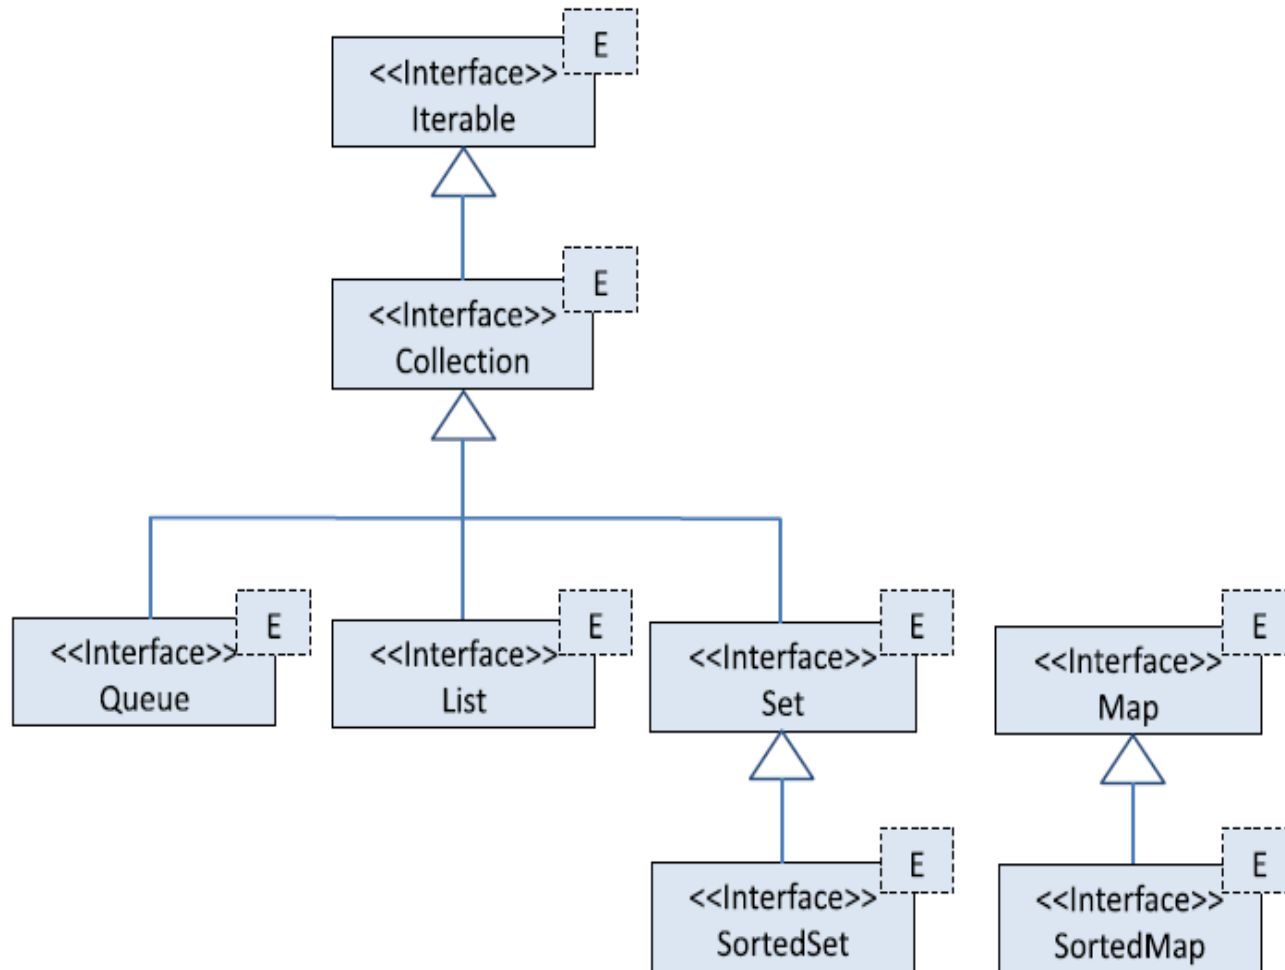 E
<<Interface>>
Iterable
E
<<Interface>>
Collection
E
<<Interface>>
Queue
E
<<Interface>>
List
E
<<Interface>>
Set
E
<<Interface>>
Map
E
<<Interface>>
SortedSet
E
<<Interface>>
SortedMap